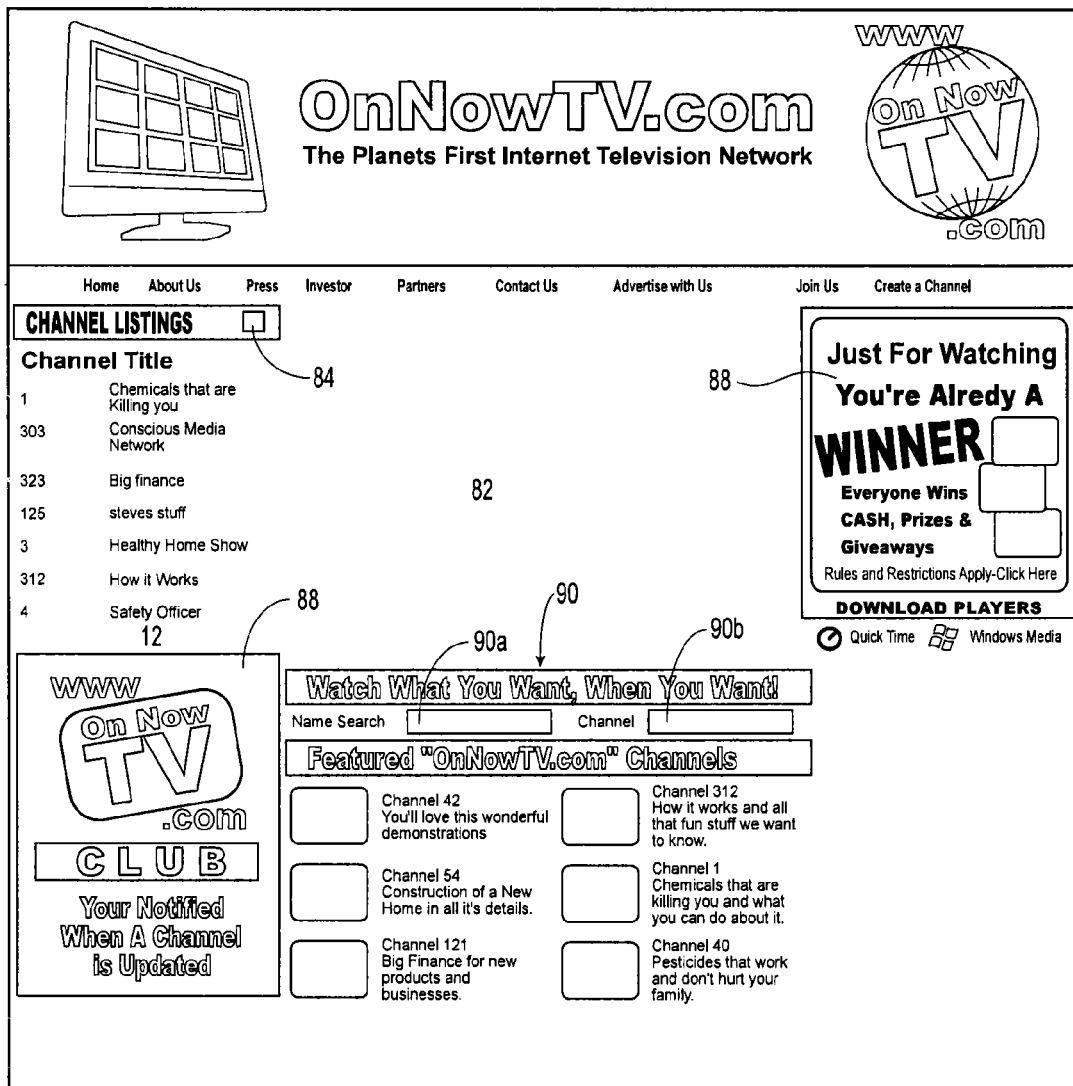 www
OnNowTV.com
On Now
TV
.com
The Planets First Internet Television Network
Home About Us Press Investor Partners Contact Us Advertise with Us Join Us Create a Channel
CHANNEL LISTINGS
84
Channel Title
1 Chemicals that are
Killing you
303 Conscious Media
Network
323 Big finance
125 steves stuff
3 Healthy Home Show
312 How it Works
4 Safety Officer
12
82
88
Just For Watching
You're Alredy A
WINNER
Everyone Wins
CASH, Prizes &
Giveaways
Rules and Restrictions Apply-Click Here
DOWNLOAD PLAYERS
Quick Time Windows Media
88
www
On Now
TV
.com
CLUB
Your Notified
When A Channel
is Updated
90
90a
90b
Watch What You Want, When You Want!
Name Search Channel
Featured "OnNowTV.com" Channels
Channel 42
You'll love this wonderful
demonstrations
Channel 312
How it works and all
that fun stuff we want
to know.
Channel 54
Construction of a New
Home in all it's details.
Channel 1
Chemicals that are
killing you and what
you can do about it.
Channel 121
Big Finance for new
products and
businesses.
Channel 40
Pesticides that work
and don't hurt your
family.